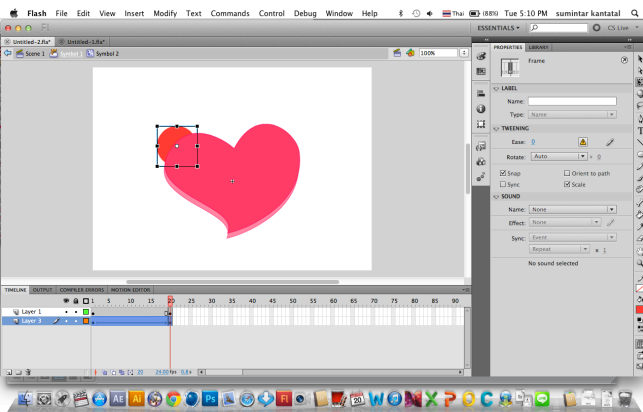 Flash File Edit View Insert Modify Text Commands Control Debug Window Help Thai (88%) Tue 5:10 PM sumintar kantatal
FL ESSENTIALS CS Live
Untitled-2.fla* Untitled-1.fla*
Scene 1 Symbol 1 Symbol 2 100%
PROPERTIES LIBRARY
Frame
LABEL
Name:
Type: Name
TWEENING
Ease: 0
Rotate: Auto x 0
Snap Orient to path
Sync Scale
SOUND
Name: None
Effect: None
Sync: Event
Repeat x 1
No sound selected
TIMELINE OUTPUT COMPILER ERRORS MOTION EDITOR
1 5 10 15 20 25 30 35 40 45 50 55 60 65 70 75 80 85 90
Layer 1
Layer 3
20 24.00 fps 0.8 s